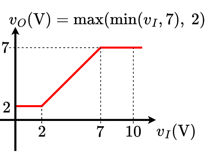 v_O(V) = max(min(v_I, 7), 2)
7
2
2 7 10 v_I(V)